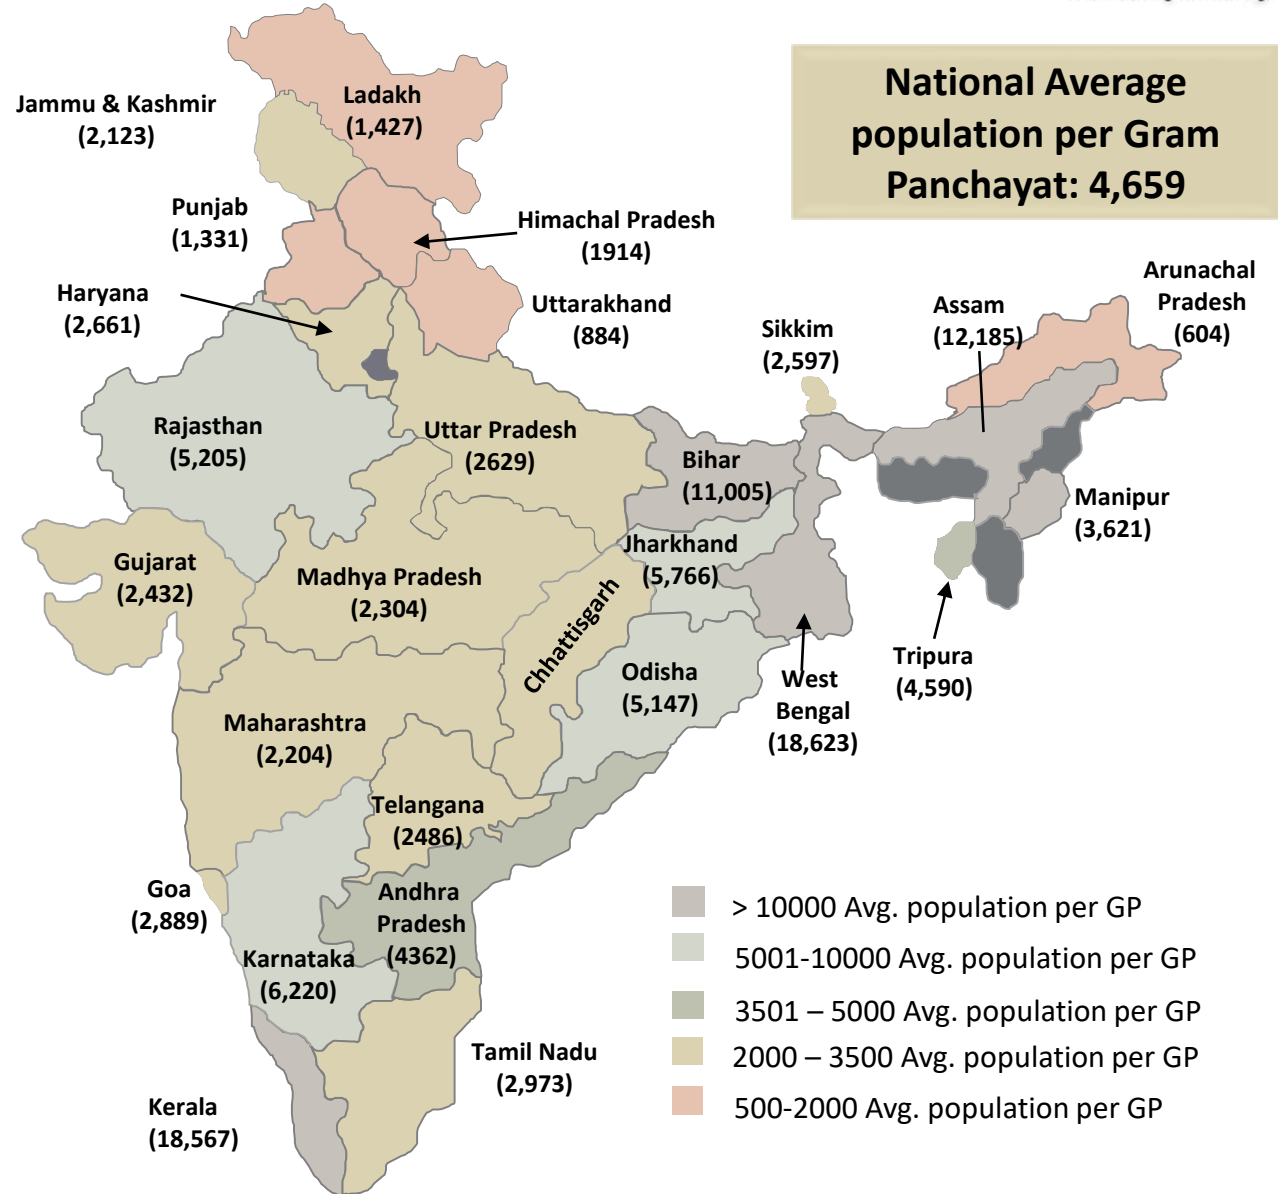 National Average
population per Gram
Panchayat: 4,659
Ladakh
(1,427)
Jammu & Kashmir
(2,123)
Punjab
(1,331)
Himachal Pradesh
(1914)
Haryana
(2,661)
Uttarakhand
(884)
Arunachal
Pradesh
(604)
Assam
(12,185)
Sikkim
(2,597)
Rajasthan
(5,205)
Uttar Pradesh
(2629)
Bihar
(11,005)
Manipur
(3,621)
Gujarat
(2,432)
Madhya Pradesh
(2,304)
Jharkhand
(5,766)
Chhattisgarh
Odisha
(5,147)
West
Bengal
(18,623)
Tripura
(4,590)
Maharashtra
(2,204)
Telangana
(2486)
Goa
(2,889)
Andhra
Pradesh
(4362)
Karnataka
(6,220)
Tamil Nadu
(2,973)
Kerala
(18,567)
> 10000 Avg. population per GP
5001-10000 Avg. population per GP
3501 – 5000 Avg. population per GP
2000 – 3500 Avg. population per GP
500-2000 Avg. population per GP